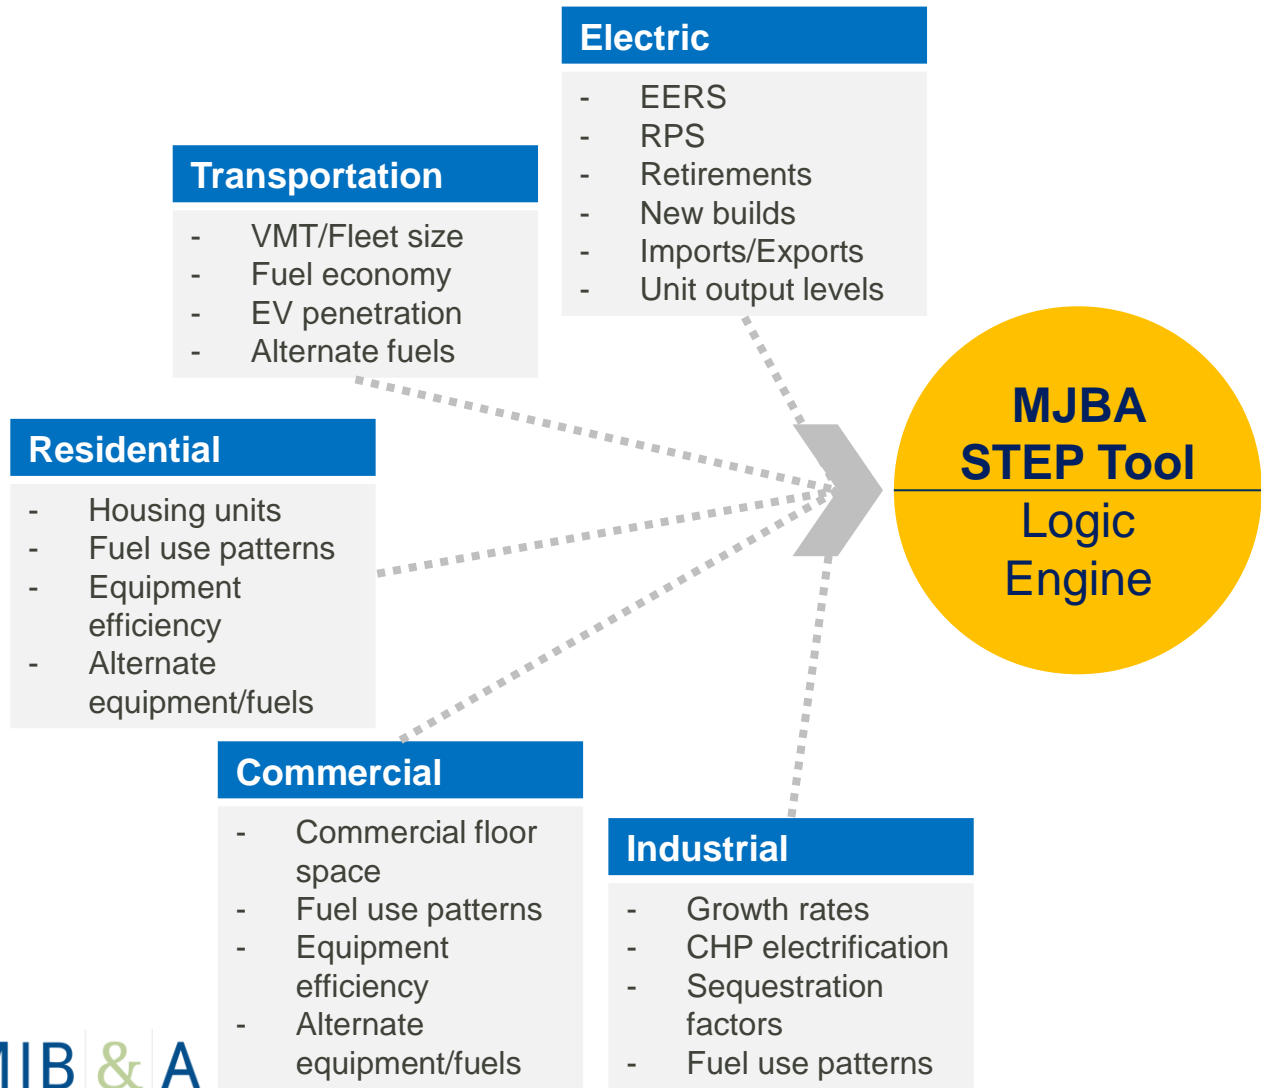 Electric
- EERS
- RPS
- Retirements
- New builds
- Imports/Exports
- Unit output levels
Transportation
- VMT/Fleet size
- Fuel economy
- EV penetration
- Alternate fuels
Residential
- Housing units
- Fuel use patterns
- Equipment
efficiency
- Alternate
equipment/fuels
Commercial
- Commercial floor
space
- Fuel use patterns
- Equipment
efficiency
- Alternate
equipment/fuels
Industrial
- Growth rates
- CHP electrification
- Sequestration
factors
- Fuel use patterns
MJBA
STEP Tool
Logic
Engine
B & A